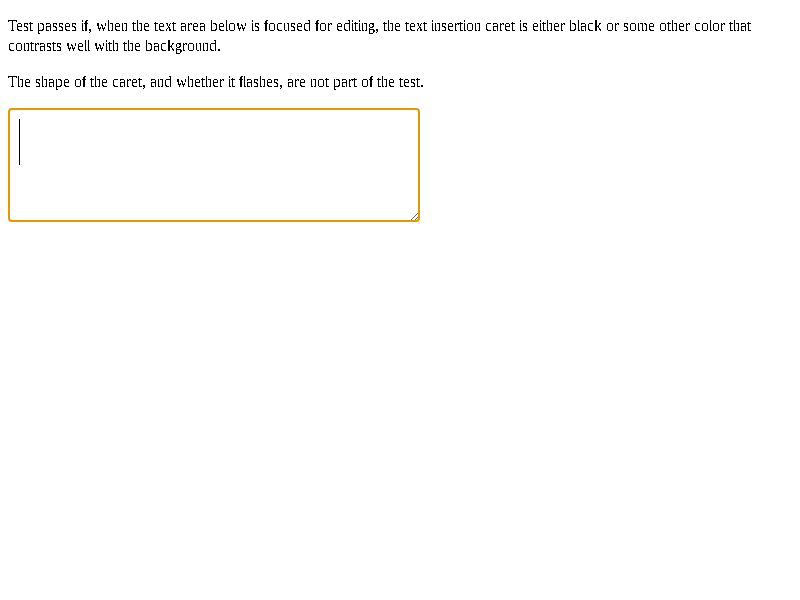 Test passes if, when the text area below is focused for editing, the text insertion caret is either black or some other color that
contrasts well with the background.
The shape of the caret, and whether it flashes, are not part of the test.